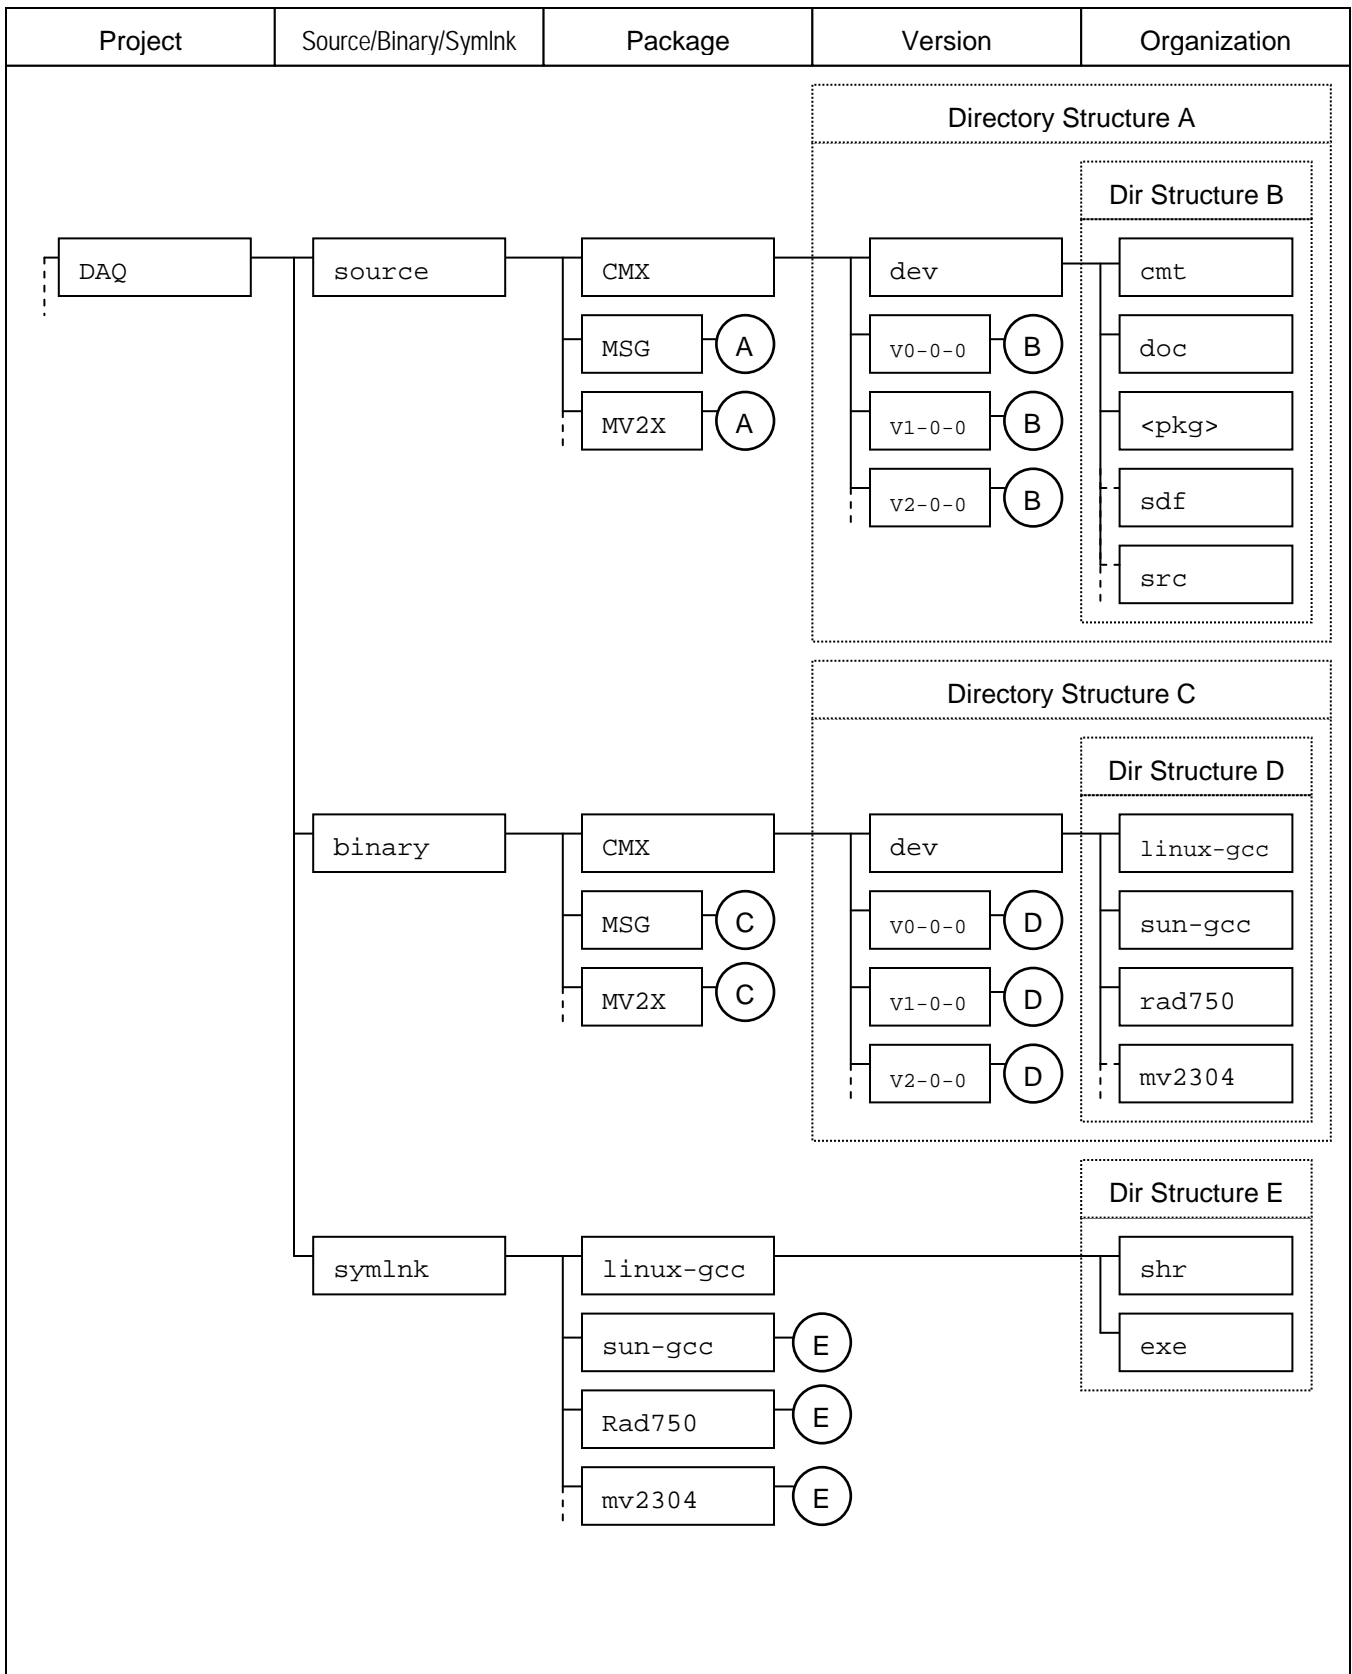 Project Source/Binary/Symlnk Package Version Organization
Directory Structure A
Dir Structure B
DAQ source CMX dev cmt
MSG A V0-0-0 B doc
MV2X A V1-0-0 B <pkg>
V2-0-0 B sdf
src
Directory Structure C
Dir Structure D
binary CMX dev linux-gcc
MSG C V0-0-0 D sun-gcc
MV2X C V1-0-0 D rad750
V2-0-0 D mv2304
Dir Structure E
symlnk linux-gcc shr
sun-gcc E exe
Rad750 E
mv2304 E